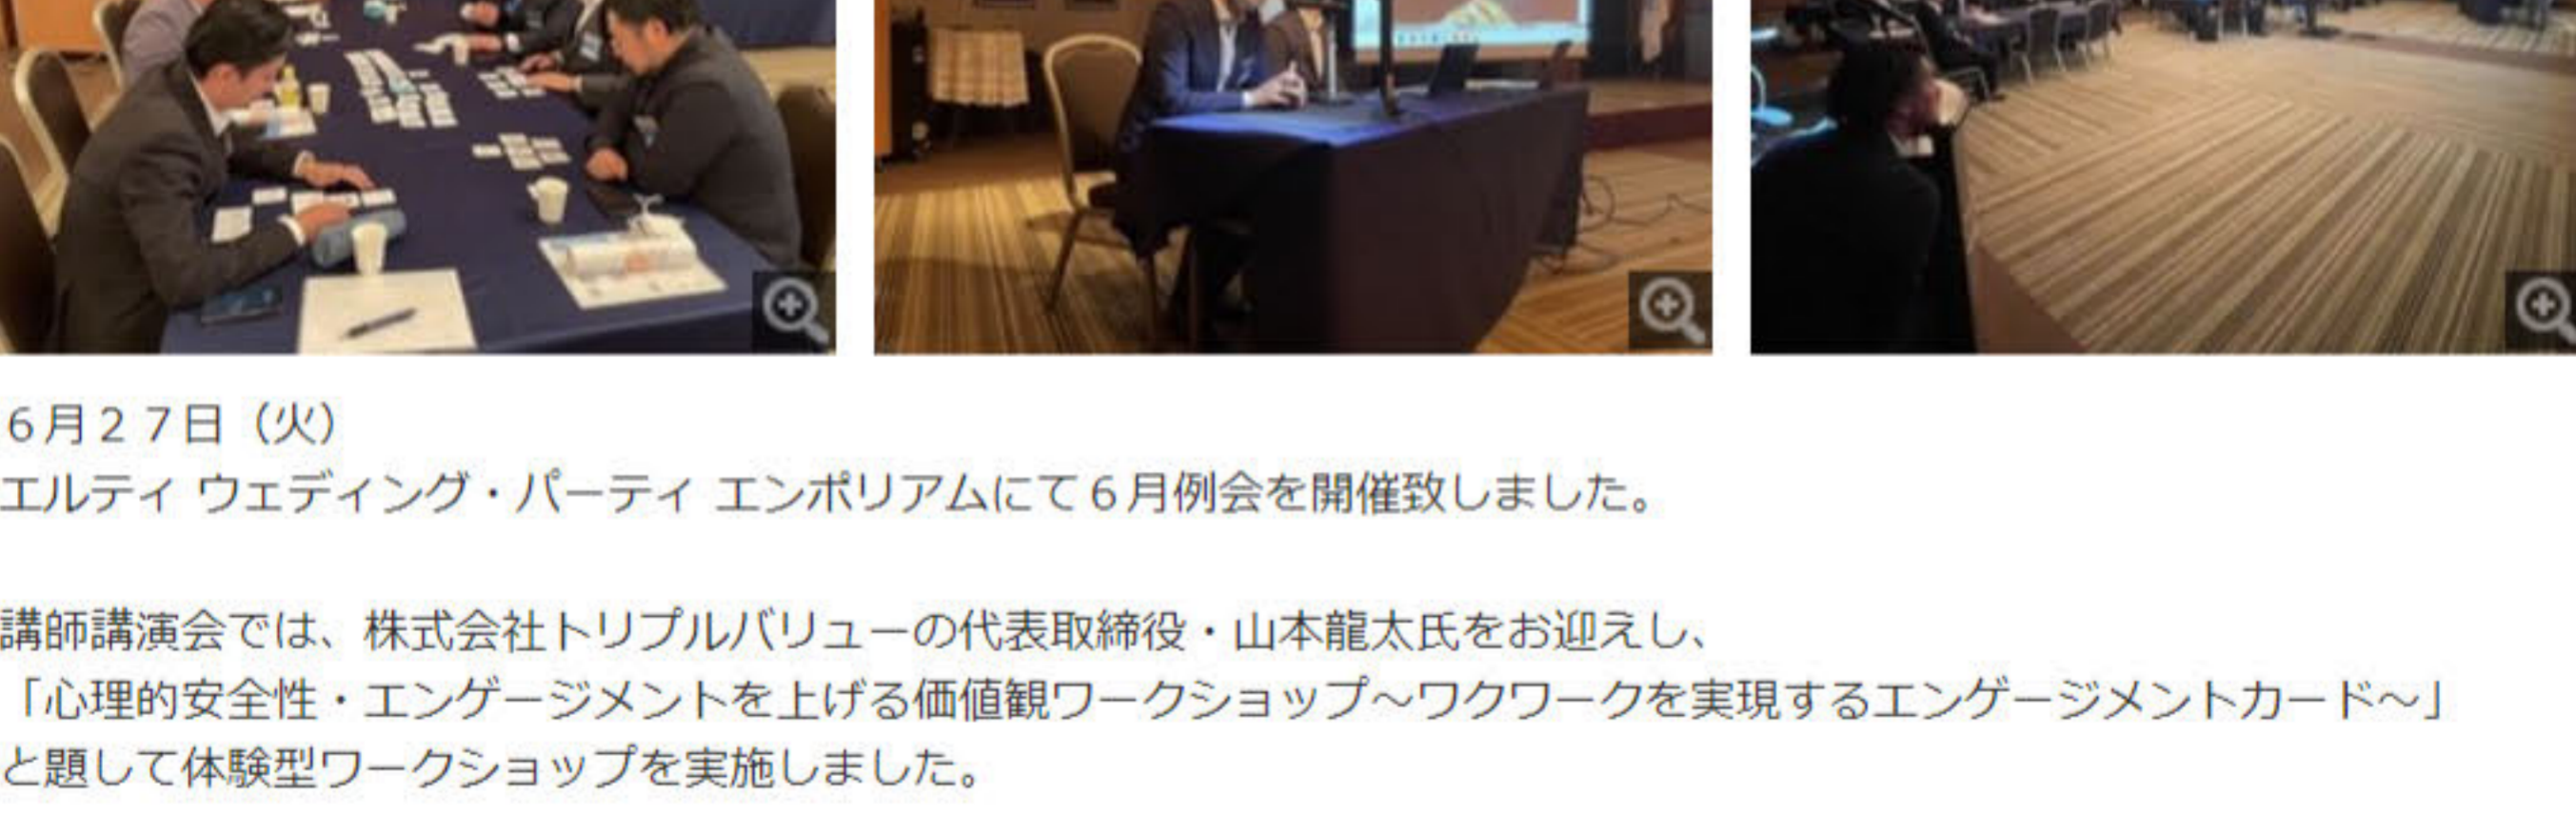 ６月２７日（火）
エルティ ウェディング・パーティ エンポリアムにて６月例会を開催致しました。
講師講演会では、株式会社トリプルバリューの代表取締役・山本龍太氏をお迎えし、
「心理的安全性・エンゲージメントを上げる価値観ワークショップ～ワクワークを実現するエンゲージメントカード～」
と題して体験型ワークショップを実施しました。